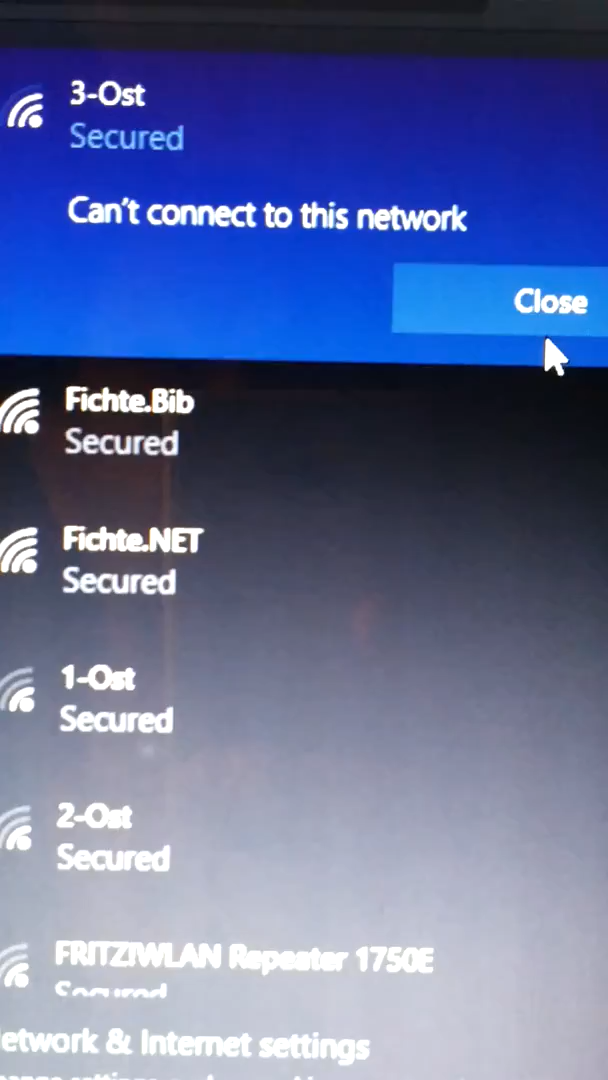 3-Ost
Secured
Can't connect to this network
Close
Fichte.Bib
Secured
Fichte.NET
Secured
1-Ost
Secured
2-Ost
Secured
FRITZ!WLAN Repeater 1750E
Secured
etwork & Internet settings